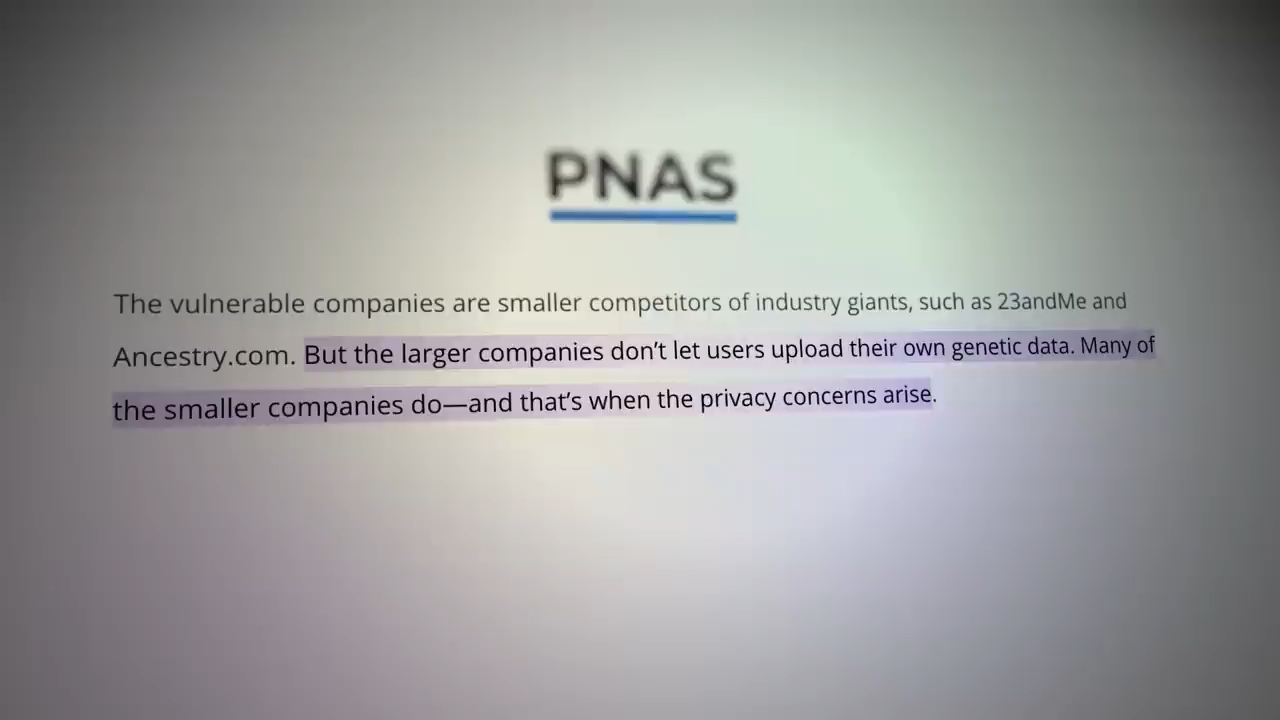 PNAS
The vulnerable companies are smaller competitors of industry giants, such as 23andMe and
Ancestry.com. But the larger companies don’t let users upload their own genetic data. Many of
the smaller companies do—and that’s when the privacy concerns arise.